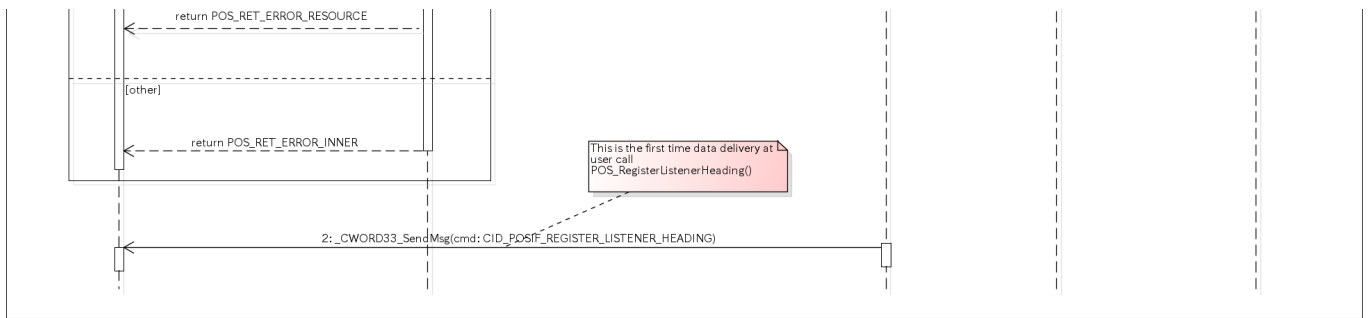 return POS_RET_ERROR_RESOURCE
[other]
return POS_RET_ERROR_INNER
This is the first time data delivery at
user call
POS_RegisterListenerHeading()
2: _CWORD33_SendMsg(cmd: CID_POSIF_REGISTER_LISTENER_HEADING)